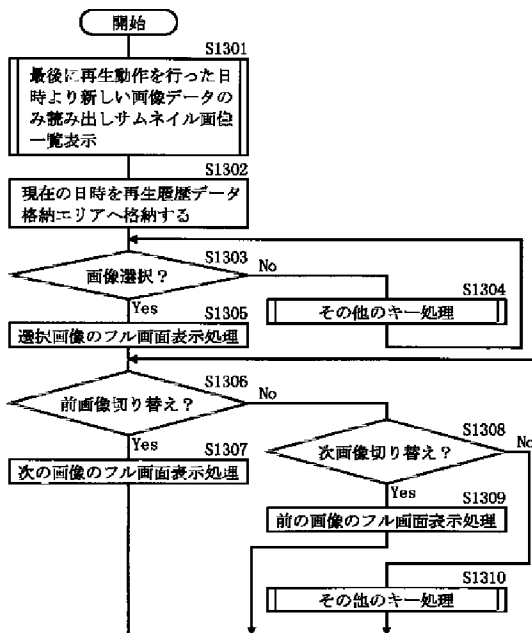 開始
S1301
最後に再生動作を行った日
時より新しい画像データの
み読み出しサムネイル画位
一覧表示
S1302
現在の日時を再生履歴データ
格納エリアへ格納する
S1303
画像選択？
No
Yes
S1304
その他のキー処理
S1305
選択画像のフル画面表示処理
S1306
前画像切り替え？
No
Yes
S1307
次の画像のフル画面表示処理
S1308
次画像切り替え？
No
Yes
S1309
前の画像のフル画面表示処理
S1310
その他のキー処理